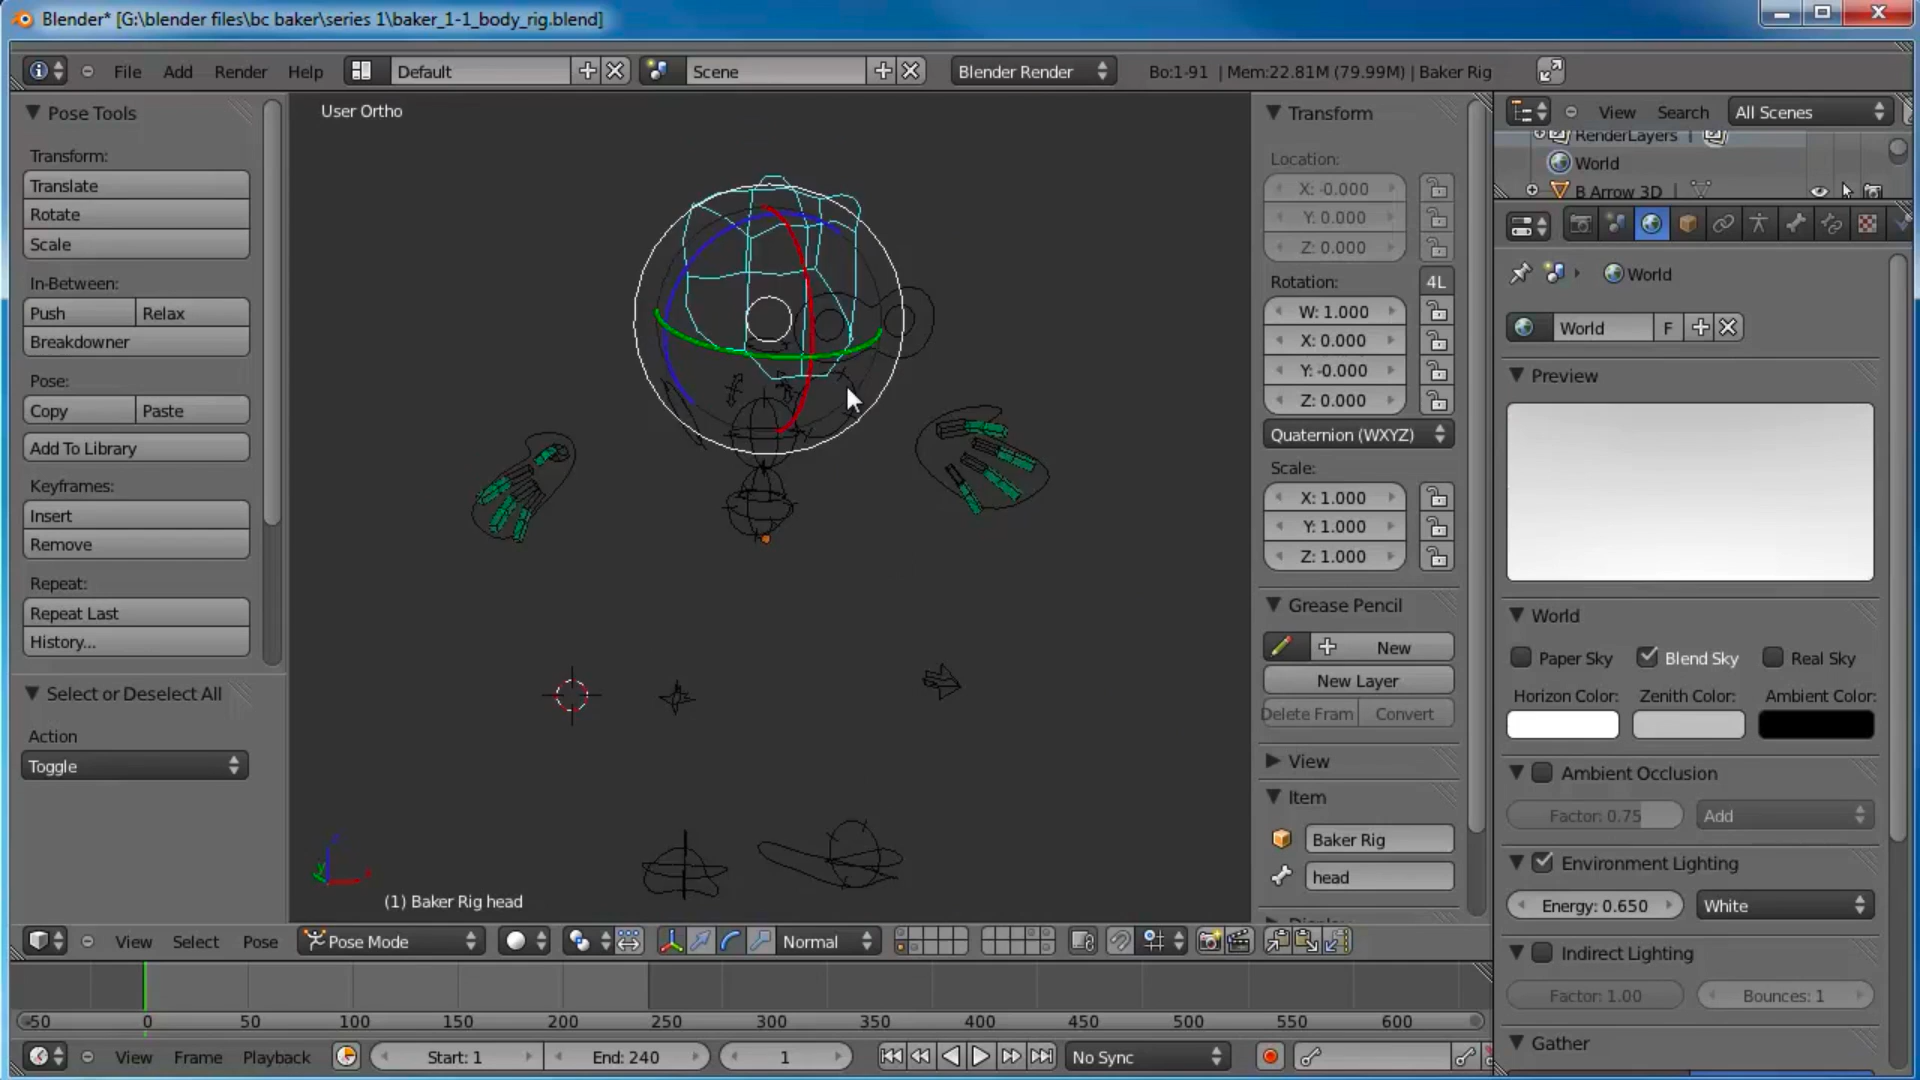 Blender* [G:\blender files\bc baker\series 1\baker_1-1_body_rig.blend]
File Add Render Help Default Scene Blender Render Bo:1-91 | Mem:22.81M (79.99M) | Baker Rig
Pose Tools
Transform:
Translate
Rotate
Scale
In-Between:
Push Relax
Breakdowner
Pose:
Copy Paste
Add To Library
Keyframes:
Insert
Remove
Repeat:
Repeat Last
History...
Select or Deselect All
Action
Toggle
User Ortho
(1) Baker Rig head
Transform
Location:
X: -0.000
Y: 0.000
Z: 0.000
Rotation: 4L
W: 1.000
X: 0.000
Y: -0.000
Z: 0.000
Quaternion (WXYZ)
Scale:
X: 1.000
Y: 1.000
Z: 1.000
Grease Pencil
New
New Layer
Delete Fram Convert
View
Item
Baker Rig
head
View Search All Scenes
RenderLayers
World
B Arrow 3D
World
World F
Preview
World
Paper Sky Blend Sky Real Sky
Horizon Color: Zenith Color: Ambient Color:
Ambient Occlusion
Factor: 0.75 Add
Environment Lighting
Energy: 0.650 White
Indirect Lighting
Factor: 1.00 Bounces: 1
Gather
View Select Pose Pose Mode Normal
-50 0 50 100 150 200 250 300 350 400 450 500 550 600
View Frame Playback Start: 1 End: 240 1 No Sync